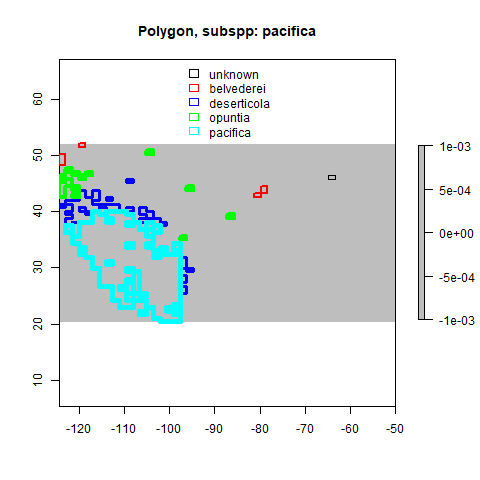 Polygon, subspp: pacifica
unknown
belvederei
deserticola
opuntia
pacifica
60
50
40
30
20
10
-120 -110 -100 -90 -80 -70 -60 -50
1e-03
5e-04
0e+00
-5e-04
-1e-03